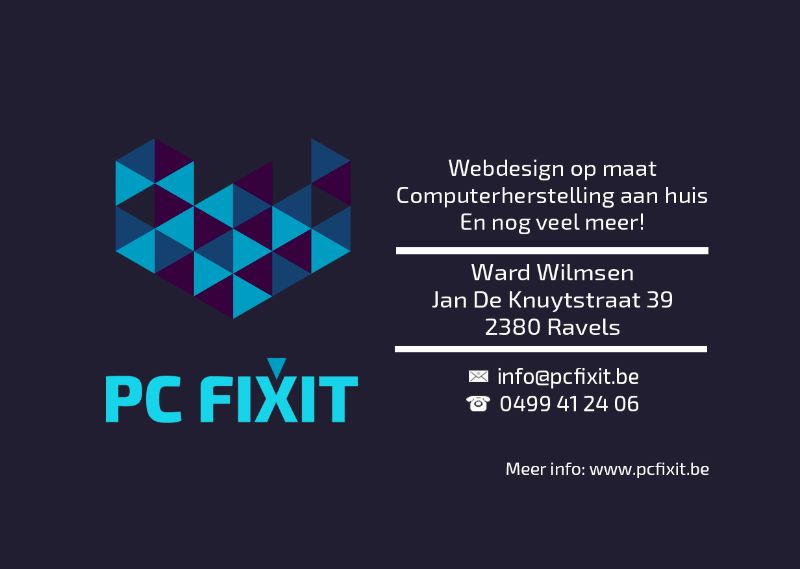 Webdesign op maat
Computerherstelling aan huis
En nog veel meer!
Ward Wilmsen
Jan De Knuytstraat 39
2380 Ravels
PC FIXIT
info@pcfixit.be
0499 41 24 06
Meer info: www.pcfixit.be